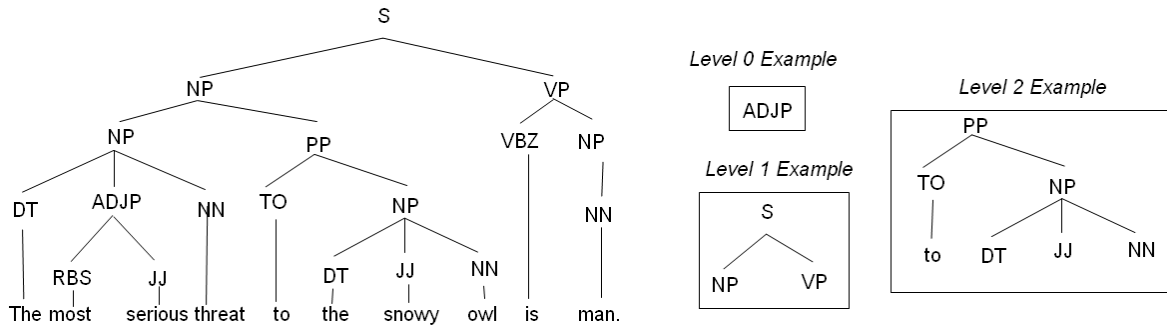 S
Level 0 Example
NP VP
Level 2 Example
ADJP
PP
NP PP VBZ NP
Level 1 Example
TO NP
DT ADJP NN TO NP NN
S
to DT JJ NN
RBS JJ DT JJ NN
NP VP
The most serious threat to the snowy owl is man.